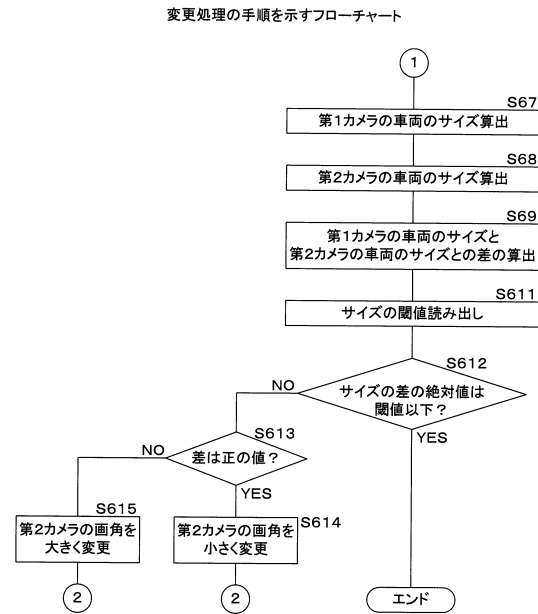 変更処理の手順を示すフローチャート
1
S67
第1カメラの車両のサイズ算出
S68
第2カメラの車両のサイズ算出
S69
第1カメラの車両のサイズと
第2カメラの車両のサイズとの差の算出
S611
サイズの閾値読み出し
S612
サイズの差の絶対値は
閾値以下？
NO
YES
S613
差は正の値？
NO
YES
S615
第2カメラの画角を
大きく変更
S614
第2カメラの画角を
小さく変更
2
2
エンド